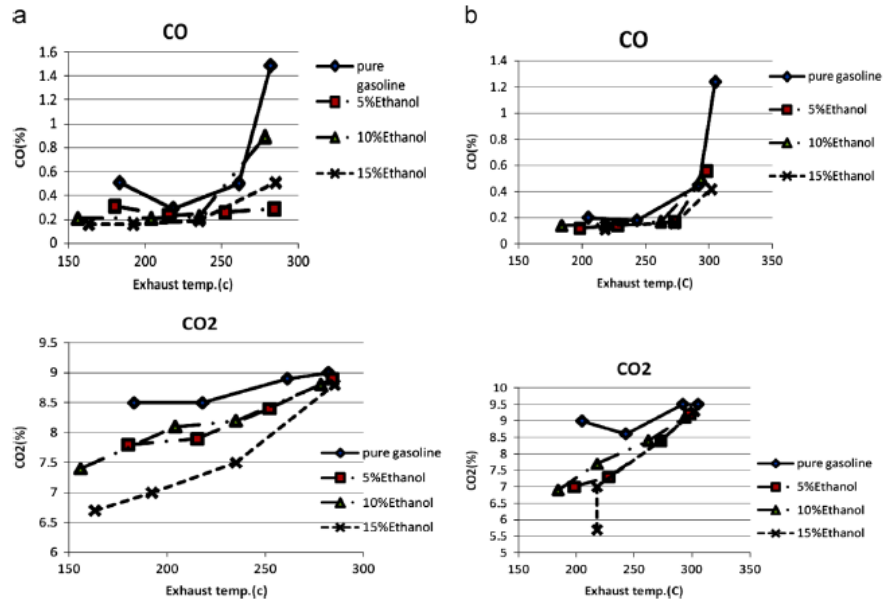 a
CO
1.6
1.4
1.2
1
0.8
0.6
0.4
0.2
0
CO(%)
150 200 250 300
Exhaust temp.(c)
pure
gasoline
5%Ethanol
10%Ethanol
15%Ethanol
b
CO
1.4
1.2
1
0.8
0.6
0.4
0.2
0
CO(%)
150 200 250 300 350
Exhaust temp.(C)
pure gasoline
5%Ethanol
10%Ethanol
15%Ethanol
CO2
9.5
9
8.5
8
7.5
7
6.5
6
CO2(%)
150 200 250 300
Exhaust temp.(c)
pure gasoline
5%Ethanol
10%Ethanol
15%Ethanol
CO2
10
9.5
9
8.5
8
7.5
7
6.5
6
5.5
5
CO2(%)
150 200 250 300 350
Exhaust temp.(C)
pure gasoline
5%Ethanol
10%Ethanol
15%Ethanol